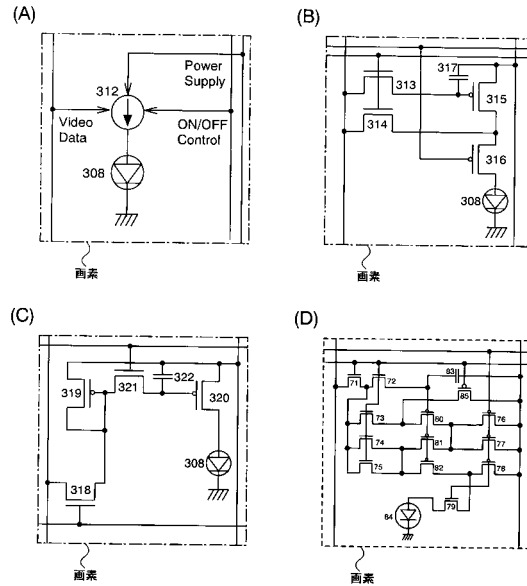 (A)
312
Power
Supply
Video
Data
ON/OFF
Control
308
画素
(B)
317
313
315
314
316
308
画素
(C)
319
321
322
320
308
318
画素
(D)
71
72
83
85
73
80
76
74
81
77
75
82
78
79
84
画素